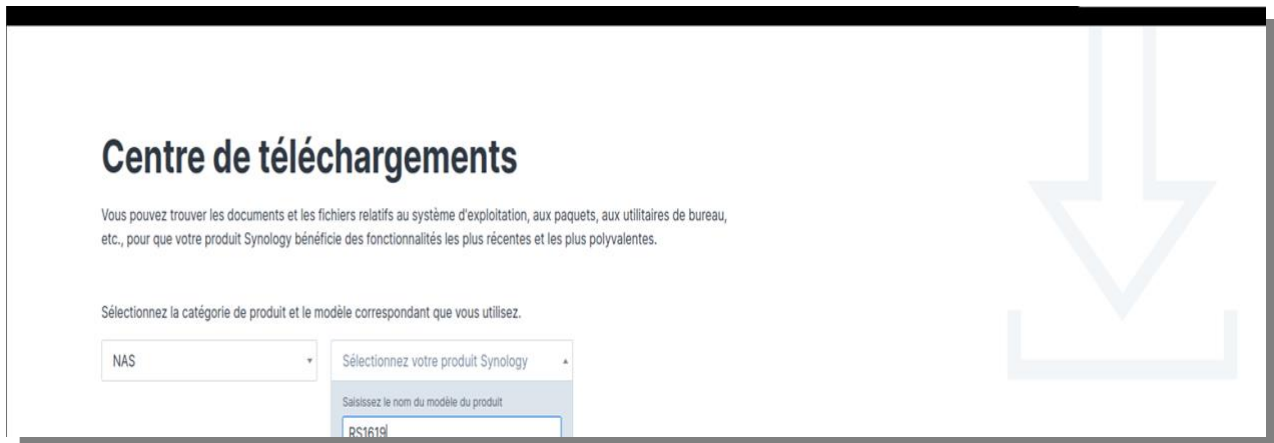 Centre de téléchargements
Vous pouvez trouver les documents et les fichiers relatifs au système d'exploitation, aux paquets, aux utilitaires de bureau,
etc., pour que votre produit Synology bénéficie des fonctionnalités les plus récentes et les plus polyvalentes.
Sélectionnez la catégorie de produit et le modèle correspondant que vous utilisez.
NAS
Sélectionnez votre produit Synology
Saisissez le nom du modèle du produit
RS1619